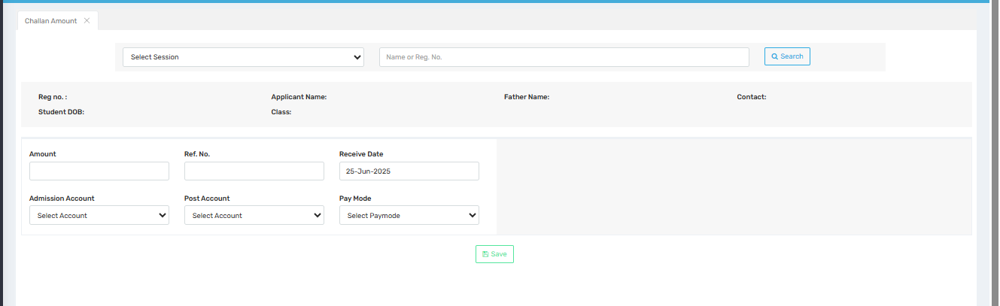 Challan Amount
Select Session
Name or Reg. No.
Search
Reg no. :
Applicant Name:
Father Name:
Contact:
Student DOB:
Class:
Amount
Ref. No.
Receive Date
25-Jun-2025
Admission Account
Post Account
Pay Mode
Select Account
Select Account
Select Paymode
Save